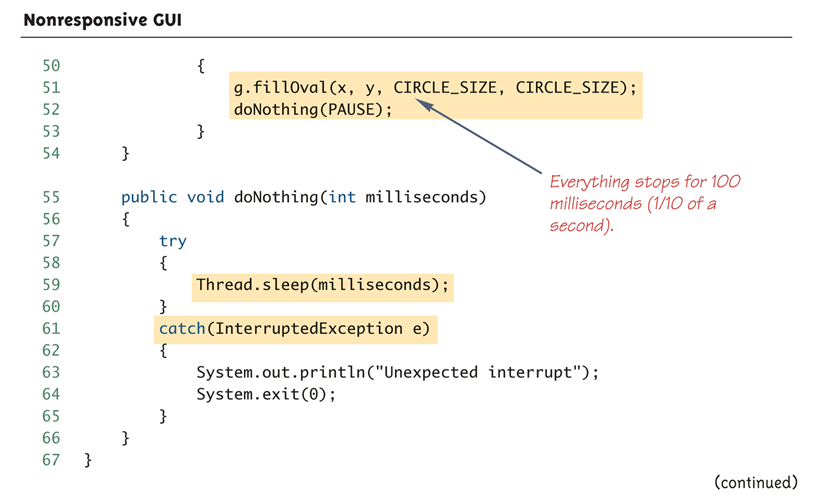 Nonresponsive GUI
50 {
51 g.fillOval(x, y, CIRCLE_SIZE, CIRCLE_SIZE);
52 doNothing(PAUSE);
53 }
54 }
Everything stops for 100
milliseconds (1/10 of a
second).
55 public void doNothing(int milliseconds)
56 {
57 try
58 {
59 Thread.sleep(milliseconds);
60 }
61 catch(InterruptedException e)
62 {
63 System.out.println("Unexpected interrupt");
64 System.exit(0);
65 }
66 }
67 }
(continued)